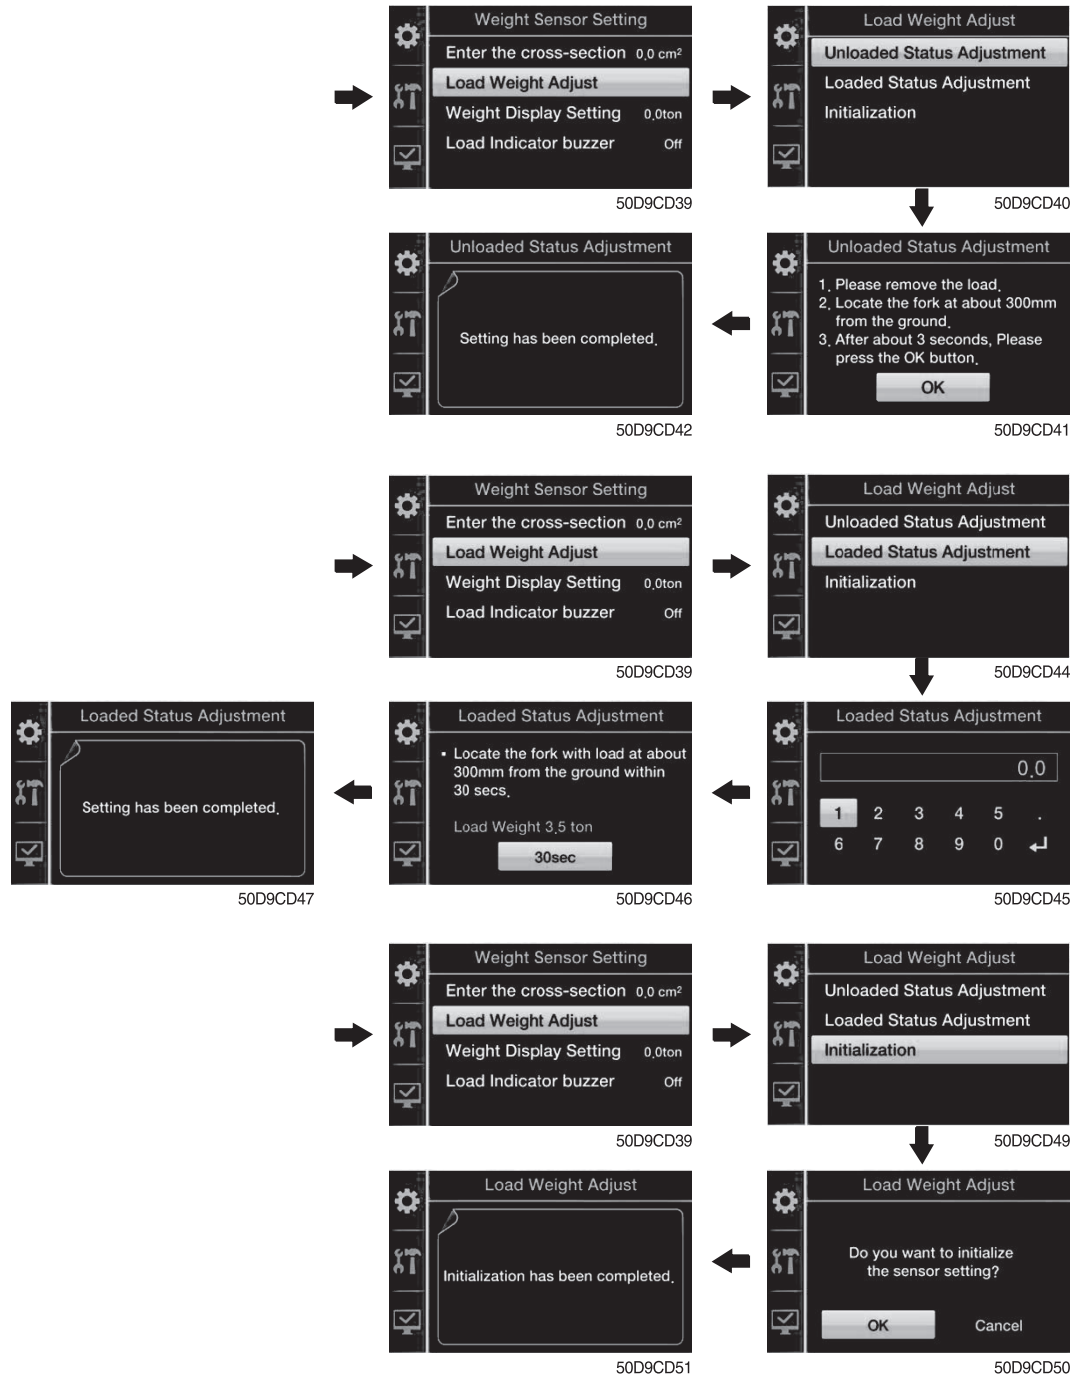 Weight Sensor Setting
Enter the cross-section 0.0 cm²
Load Weight Adjust
Weight Display Setting 0.0ton
Load Indicator buzzer Off
50D9CD39
Load Weight Adjust
Unloaded Status Adjustment
Loaded Status Adjustment
Initialization
50D9CD40
Unloaded Status Adjustment
Setting has been completed.
50D9CD42
Unloaded Status Adjustment
1. Please remove the load.
2. Locate the fork at about 300mm
from the ground.
3. After about 3 seconds, Please
press the OK button.
OK
50D9CD41
Weight Sensor Setting
Enter the cross-section 0.0 cm²
Load Weight Adjust
Weight Display Setting 0.0ton
Load Indicator buzzer Off
50D9CD39
Load Weight Adjust
Unloaded Status Adjustment
Loaded Status Adjustment
Initialization
50D9CD44
Loaded Status Adjustment
Setting has been completed.
50D9CD47
Loaded Status Adjustment
▪ Locate the fork with load at about
300mm from the ground within
30 secs.
Load Weight 3.5 ton
30sec
50D9CD46
Loaded Status Adjustment
0.0
1 2 3 4 5 .
6 7 8 9 0 ↵
50D9CD45
Weight Sensor Setting
Enter the cross-section 0.0 cm²
Load Weight Adjust
Weight Display Setting 0.0ton
Load Indicator buzzer Off
50D9CD39
Load Weight Adjust
Unloaded Status Adjustment
Loaded Status Adjustment
Initialization
50D9CD49
Load Weight Adjust
Initialization has been completed.
50D9CD51
Load Weight Adjust
Do you want to initialize
the sensor setting?
OK Cancel
50D9CD50